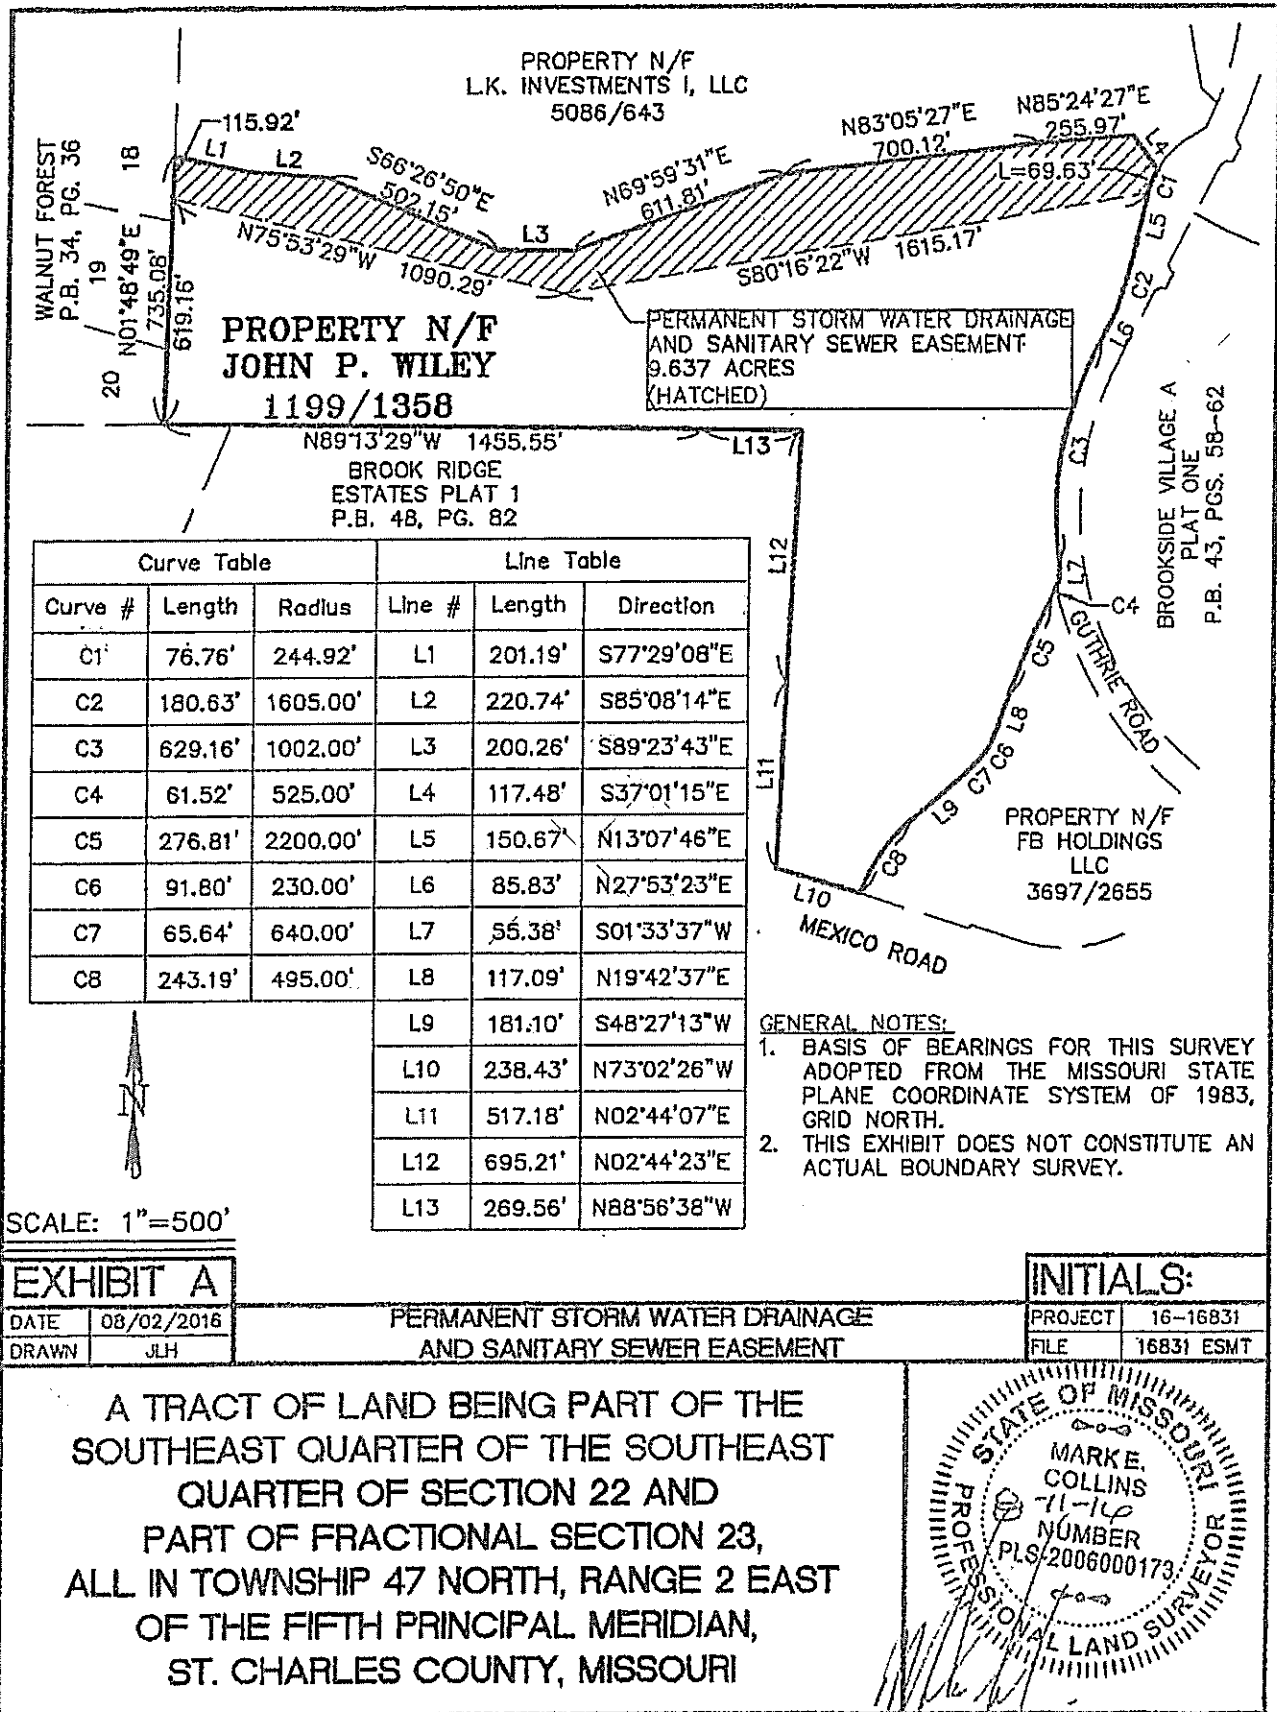 PROPERTY N/F
L.K. INVESTMENTS I, LLC
5086/643
115.92'
L1
L2
S66°26'50"E
502.15'
L3
N69°59'31"E
611.81'
N83°05'27"E
700.12'
N85°24'27"E
255.97'
L4
L=69.63'
C1
L5
C2
L6
C3
L7
C4
C5
L8
C6
C7
L9
C8
L10
L11
L12
L13
WALNUT FOREST
P.B. 34, PG. 36
18
19
20
N01°48'49"E
735.08'
619.16'
N75°53'29"W 1090.29'
S80°16'22"W 1615.17'
PROPERTY N/F
JOHN P. WILEY
1199/1358
PERMANENT STORM WATER DRAINAGE
AND SANITARY SEWER EASEMENT
9.637 ACRES
(HATCHED)
N89°13'29"W 1455.55'
BROOK RIDGE
ESTATES PLAT 1
P.B. 48, PG. 82
BROOKSIDE VILLAGE A
PLAT ONE
P.B. 43, PGS. 58-62
GUTHRIE ROAD
PROPERTY N/F
FB HOLDINGS
LLC
3697/2655
MEXICO ROAD
Curve Table Line Table
Curve # Length Radius Line # Length Direction
C1 76.76' 244.92' L1 201.19' S77°29'08"E
C2 180.63' 1605.00' L2 220.74' S85°08'14"E
C3 629.16' 1002.00' L3 200.26' S89°23'43"E
C4 61.52' 525.00' L4 117.48' S37°01'15"E
C5 276.81' 2200.00' L5 150.67' N13°07'46"E
C6 91.80' 230.00' L6 85.83' N27°53'23"E
C7 65.64' 640.00' L7 55.38' S01°33'37"W
C8 243.19' 495.00' L8 117.09' N19°42'37"E
L9 181.10' S48°27'13"W
L10 238.43' N73°02'26"W
L11 517.18' N02°44'07"E
L12 695.21' N02°44'23"E
L13 269.56' N88°56'38"W
N
SCALE: 1"=500'
GENERAL NOTES:
1. BASIS OF BEARINGS FOR THIS SURVEY
ADOPTED FROM THE MISSOURI STATE
PLANE COORDINATE SYSTEM OF 1983,
GRID NORTH.
2. THIS EXHIBIT DOES NOT CONSTITUTE AN
ACTUAL BOUNDARY SURVEY.
EXHIBIT A
DATE 08/02/2016
DRAWN JLH
PERMANENT STORM WATER DRAINAGE
AND SANITARY SEWER EASEMENT
INITIALS:
PROJECT 16-16831
FILE 16831 ESMT
A TRACT OF LAND BEING PART OF THE
SOUTHEAST QUARTER OF THE SOUTHEAST
QUARTER OF SECTION 22 AND
PART OF FRACTIONAL SECTION 23,
ALL IN TOWNSHIP 47 NORTH, RANGE 2 EAST
OF THE FIFTH PRINCIPAL MERIDIAN,
ST. CHARLES COUNTY, MISSOURI
STATE OF MISSOURI
MARK E.
COLLINS
8-11-16
NUMBER
PLS-2006000173
PROFESSIONAL LAND SURVEYOR